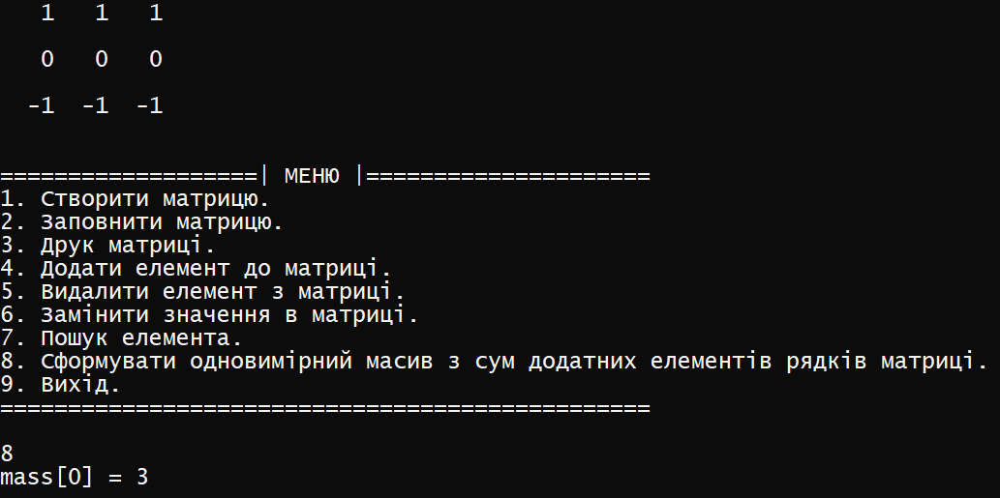 1 1 1
0 0 0
-1 -1 -1
===================| МЕНЮ |=====================
1. Створити матрицю.
2. Заповнити матрицю.
3. Друк матриці.
4. Додати елемент до матриці.
5. Видалити елемент з матриці.
6. Замінити значення в матриці.
7. Пошук елемента.
8. Сформувати одновимірний масив з сум додатних елементів рядків матриці.
9. Вихід.
================================================
8
mass[0] = 3